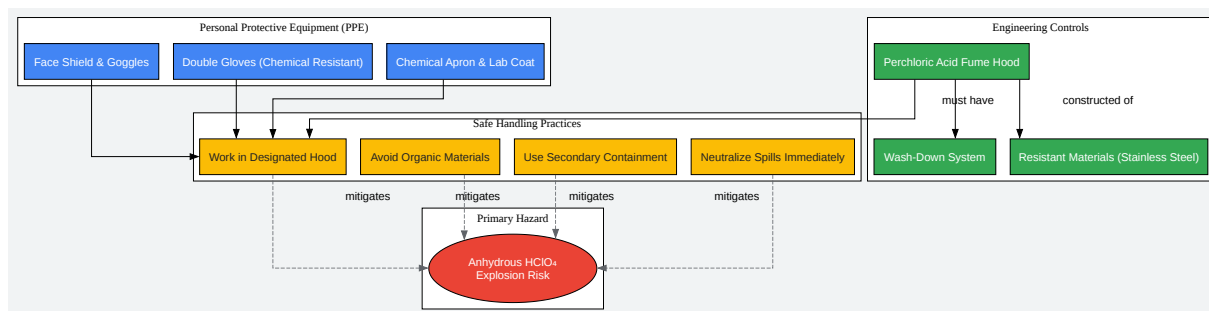 Personal Protective Equipment (PPE)
Engineering Controls
Face Shield & Goggles
Double Gloves (Chemical Resistant)
Chemical Apron & Lab Coat
Perchloric Acid Fume Hood
must have
constructed of
Safe Handling Practices
Work in Designated Hood
Avoid Organic Materials
Use Secondary Containment
Neutralize Spills Immediately
Wash-Down System
Resistant Materials (Stainless Steel)
mitigates
mitigates
mitigates
mitigates
Primary Hazard
Anhydrous HClO₄
Explosion Risk